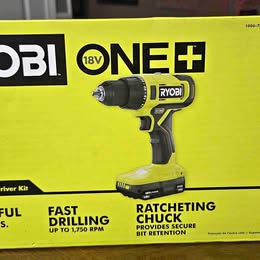 OBI 18V ONE+
RYOBI
river Kit
FUL
S.
FAST
DRILLING
UP TO 1,750 RPM
RATCHETING
CHUCK
PROVIDES SECURE
BIT RETENTION